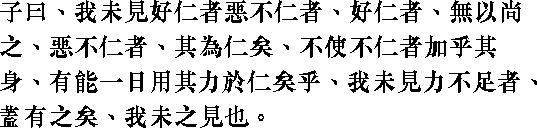 子曰、我未見好仁者惡不仁者、好仁者、無以尚
之、惡不仁者、其為仁矣、不使不仁者加乎其
身、有能一日用其力於仁矣乎、我未見力不足者、
蓋有之矣、我未之見也。